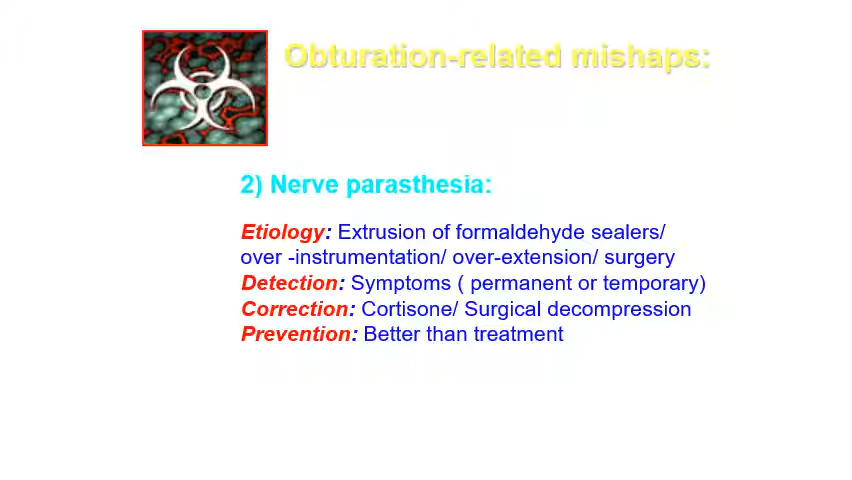 Obturation-related mishaps:
2) Nerve parasthesia:
Etiology: Extrusion of formaldehyde sealers/
over -instrumentation/ over-extension/ surgery
Detection: Symptoms ( permanent or temporary)
Correction: Cortisone/ Surgical decompression
Prevention: Better than treatment